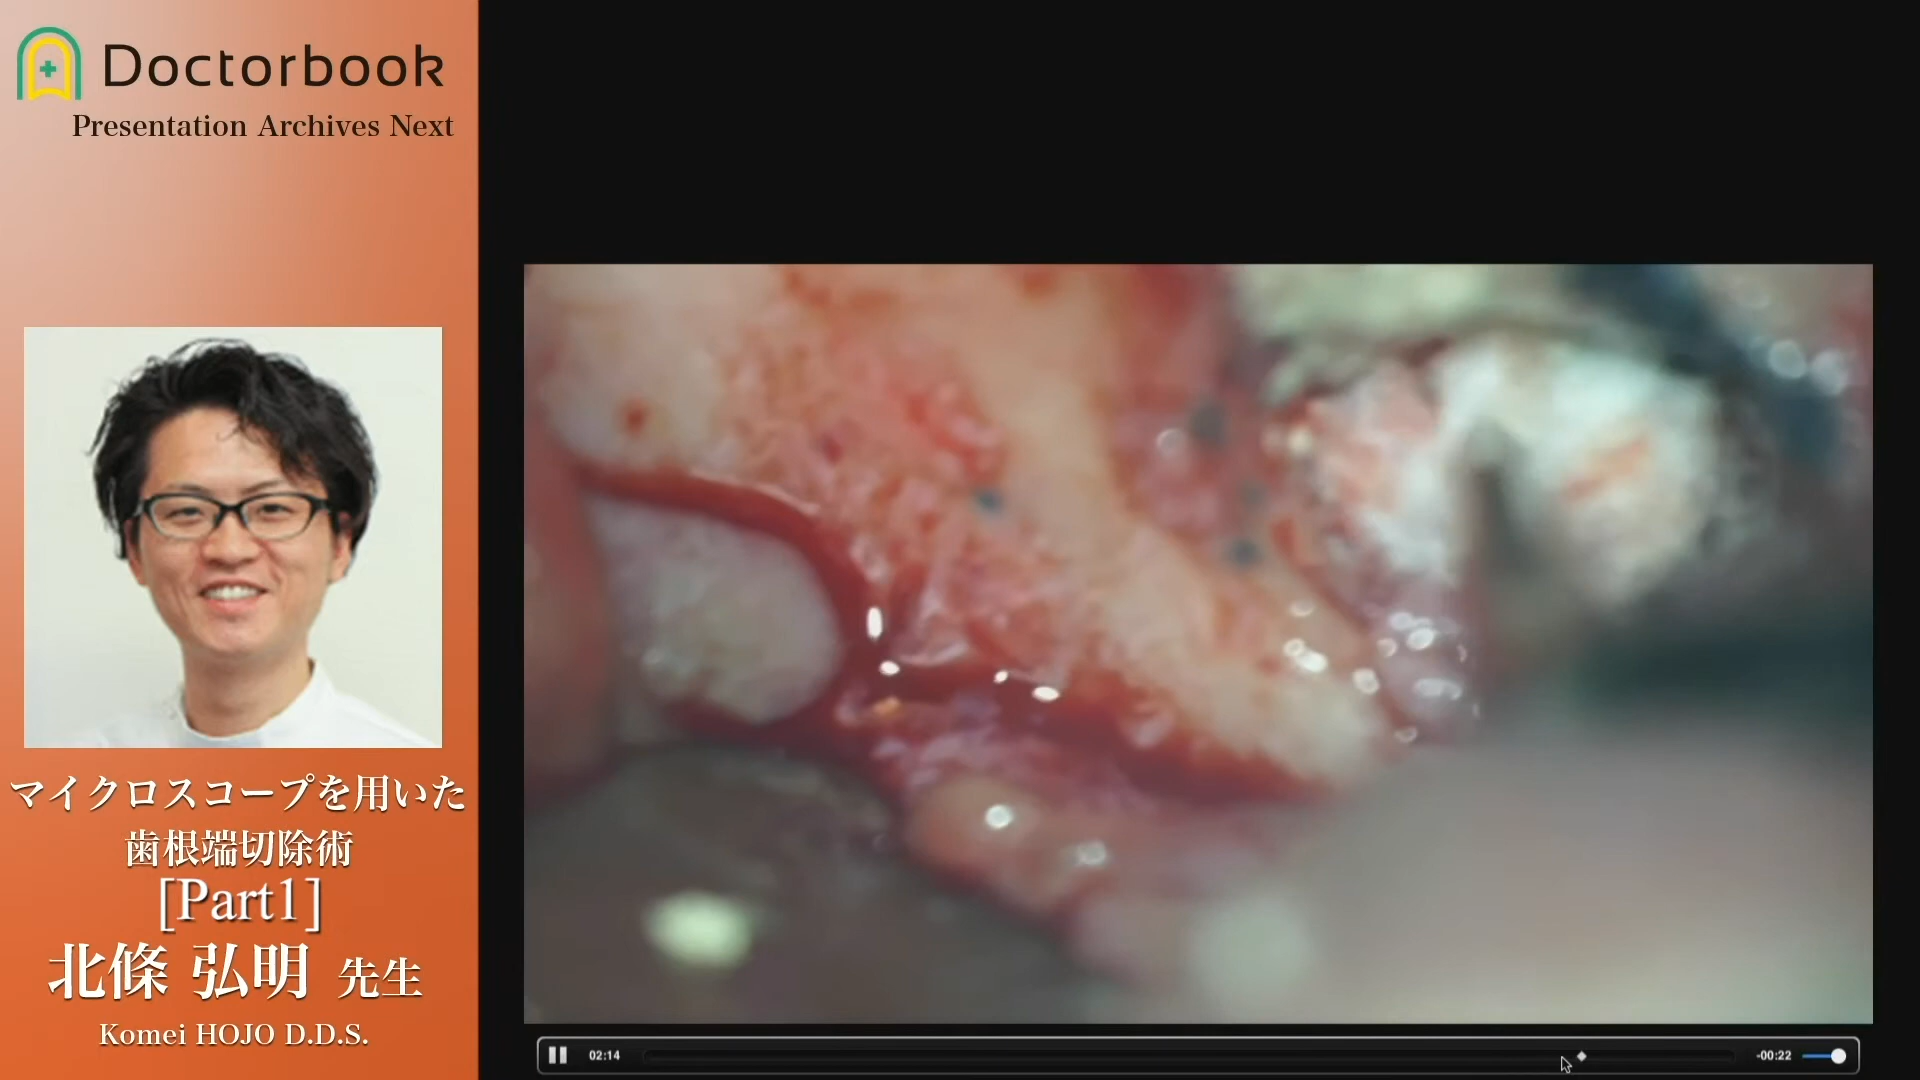 Doctorbook
Presentation Archives Next
マイクロスコープを用いた
歯根端切除術
[Part1]
北條 弘明 先生
Komei HOJO D.D.S.
02:14
-00:22